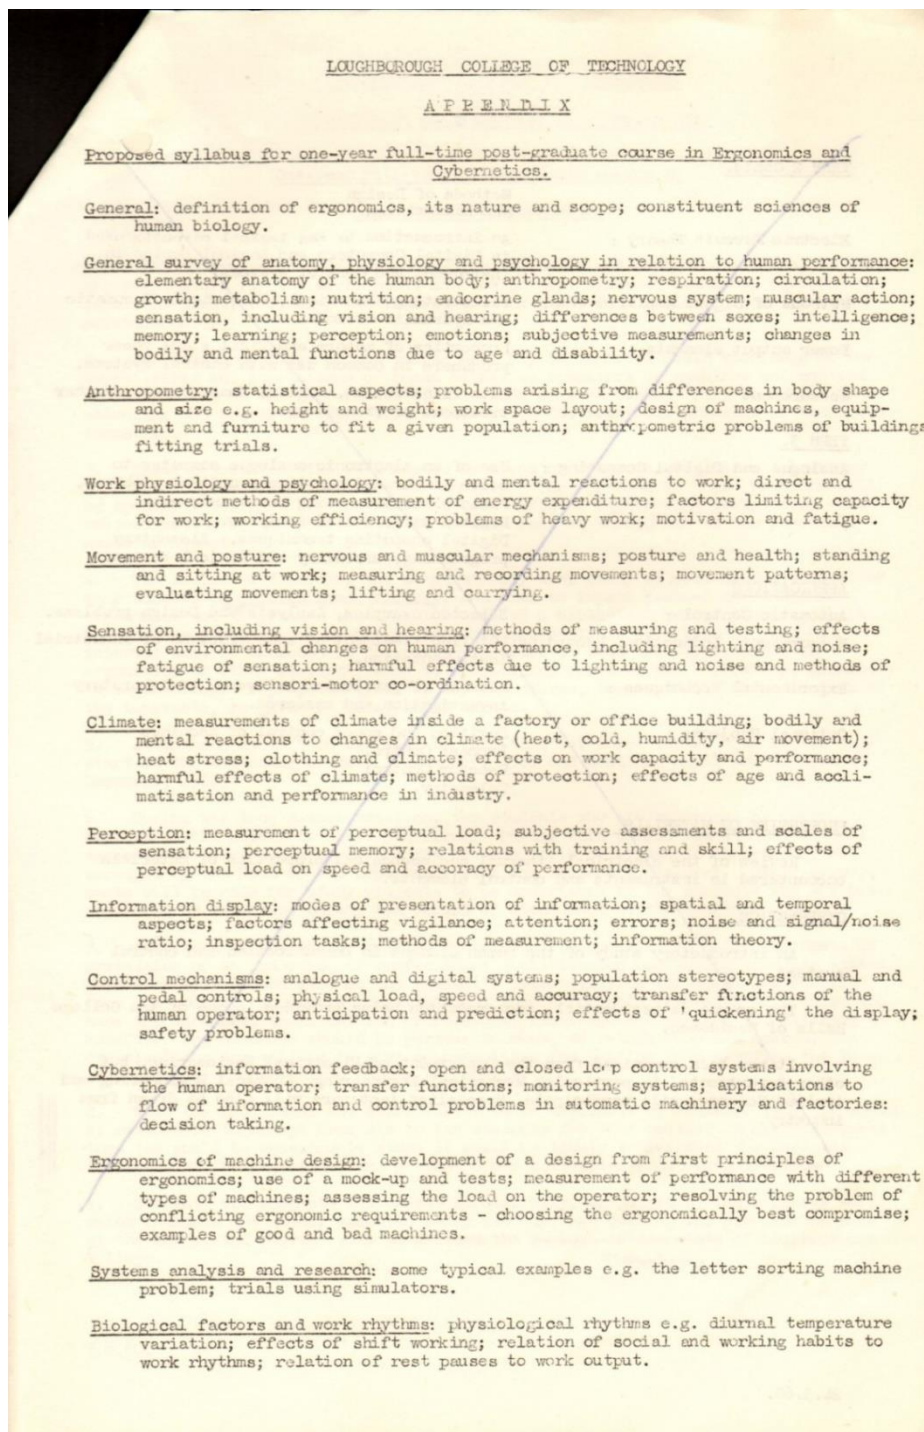 LOUGHBOROUGH COLLEGE OF TECHNOLOGY
APPENDIX
Proposed syllabus for one-year full-time post-graduate course in Ergonomics and
Cybernetics.
General: definition of ergonomics, its nature and scope; constituent sciences of
human biology.
General survey of anatomy, physiology and psychology in relation to human performance:
elementary anatomy of the human body; anthropometry; respiration; circulation;
growth; metabolism; nutrition; endocrine glands; nervous system; muscular action;
sensation, including vision and hearing; differences between sexes; intelligence;
memory; learning; perception; emotions; subjective measurements; changes in
bodily and mental functions due to age and disability.
Anthropometry: statistical aspects; problems arising from differences in body shape
and size e.g. height and weight; work space layout; design of machines, equip-
ment and furniture to fit a given population; anthropometric problems of buildings
fitting trials.
Work physiology and psychology: bodily and mental reactions to work; direct and
indirect methods of measurement of energy expenditure; factors limiting capacity
for work; working efficiency; problems of heavy work; motivation and fatigue.
Movement and posture: nervous and muscular mechanisms; posture and health; standing
and sitting at work; measuring and recording movements; movement patterns;
evaluating movements; lifting and carrying.
Sensation, including vision and hearing: methods of measuring and testing; effects
of environmental changes on human performance, including lighting and noise;
fatigue of sensation; harmful effects due to lighting and noise and methods of
protection; sensori-motor co-ordination.
Climate: measurements of climate inside a factory or office building; bodily and
mental reactions to changes in climate (heat, cold, humidity, air movement);
heat stress; clothing and climate; effects on work capacity and performance;
harmful effects of climate; methods of protection; effects of age and accli-
matisation and performance in industry.
Perception: measurement of perceptual load; subjective assessments and scales of
sensation; perceptual memory; relations with training and skill; effects of
perceptual load on speed and accuracy of performance.
Information display: modes of presentation of information; spatial and temporal
aspects; factors affecting vigilance; attention; errors; noise and signal/noise
ratio; inspection tasks; methods of measurement; information theory.
Control mechanisms: analogue and digital systems; population stereotypes; manual and
pedal controls; physical load, speed and accuracy; transfer functions of the
human operator; anticipation and prediction; effects of 'quickening' the display;
safety problems.
Cybernetics: information feedback; open and closed loop control systems involving
the human operator; transfer functions; monitoring systems; applications to
flow of information and control problems in automatic machinery and factories:
decision taking.
Ergonomics of machine design: development of a design from first principles of
ergonomics; use of a mock-up and tests; measurement of performance with different
types of machines; assessing the load on the operator; resolving the problem of
conflicting ergonomic requirements - choosing the ergonomically best compromise;
examples of good and bad machines.
Systems analysis and research: some typical examples e.g. the letter sorting machine
problem; trials using simulators.
Biological factors and work rhythms: physiological rhythms e.g. diurnal temperature
variation; effects of shift working; relation of social and working habits to
work rhythms; relation of rest pauses to work output.